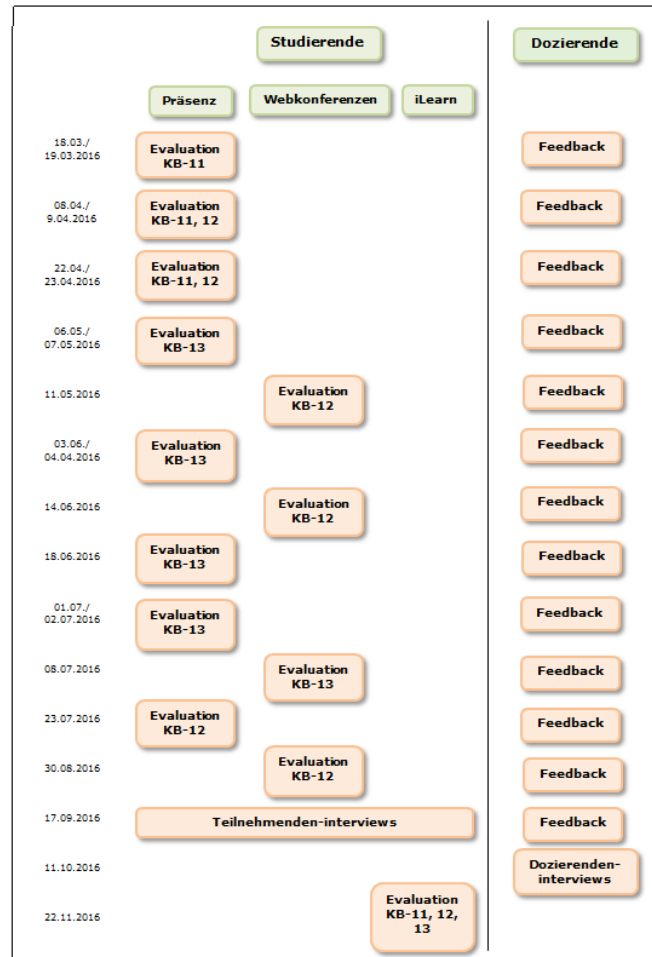 Studierende
Dozierende
Präsenz
Webkonferenzen
iLearn
18.03./
19.03.2016
Evaluation
KB-11
Feedback
08.04./
9.04.2016
Evaluation
KB-11, 12
Feedback
22.04./
23.04.2016
Evaluation
KB-11, 12
Feedback
06.05./
07.05.2016
Evaluation
KB-13
Feedback
11.05.2016
Evaluation
KB-12
Feedback
03.06./
04.04.2016
Evaluation
KB-13
Feedback
14.06.2016
Evaluation
KB-12
Feedback
18.06.2016
Evaluation
KB-13
Feedback
01.07./
02.07.2016
Evaluation
KB-13
Feedback
08.07.2016
Evaluation
KB-13
Feedback
23.07.2016
Evaluation
KB-12
Feedback
30.08.2016
Evaluation
KB-12
Feedback
17.09.2016
Teilnehmenden-interviews
Feedback
11.10.2016
Dozierenden-
interviews
22.11.2016
Evaluation
KB-11, 12,
13